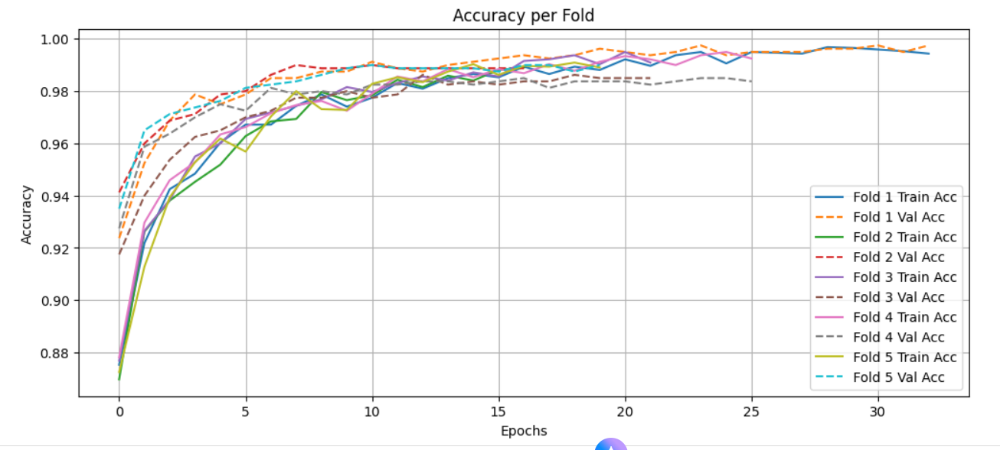 Accuracy per Fold
1.00
0.98
0.96
0.94
0.92
0.90
0.88
Accuracy
0 5 10 15 20 25 30
Epochs
Fold 1 Train Acc
Fold 1 Val Acc
Fold 2 Train Acc
Fold 2 Val Acc
Fold 3 Train Acc
Fold 3 Val Acc
Fold 4 Train Acc
Fold 4 Val Acc
Fold 5 Train Acc
Fold 5 Val Acc